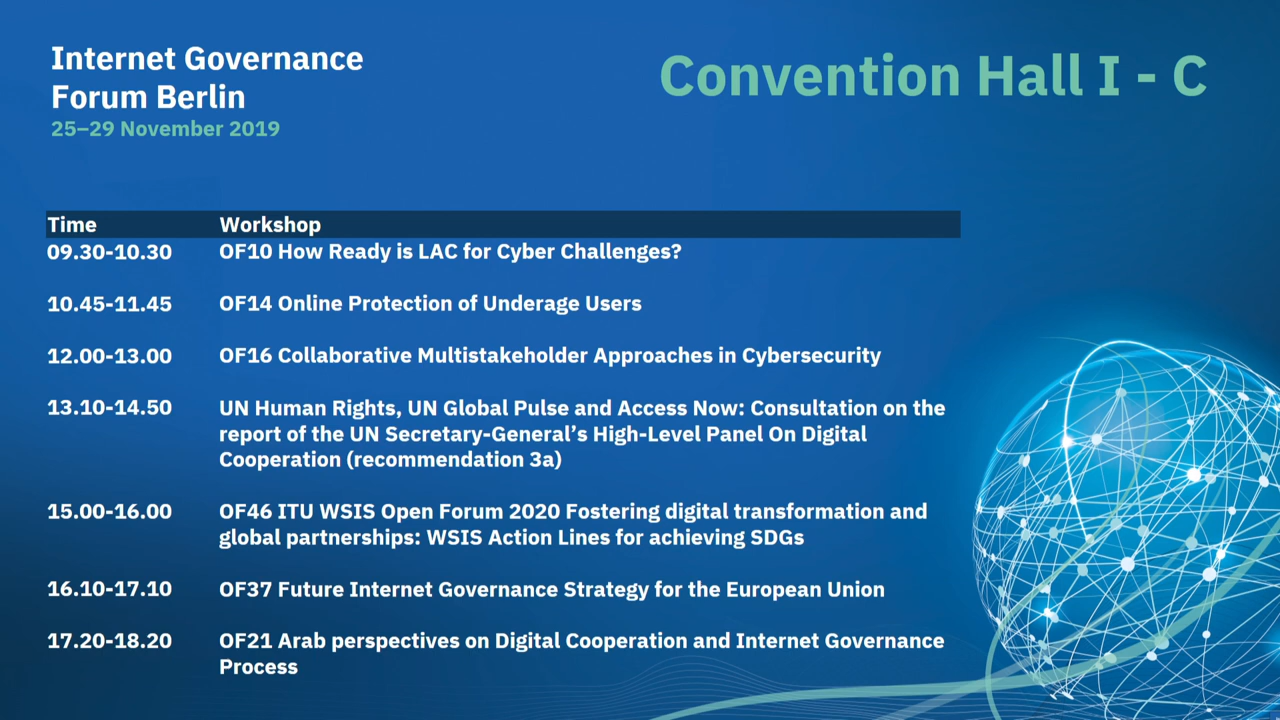 Internet Governance
Forum Berlin
25–29 November 2019
Convention Hall I - C
Time Workshop
09.30-10.30 OF10 How Ready is LAC for Cyber Challenges?
10.45-11.45 OF14 Online Protection of Underage Users
12.00-13.00 OF16 Collaborative Multistakeholder Approaches in Cybersecurity
13.10-14.50 UN Human Rights, UN Global Pulse and Access Now: Consultation on the
report of the UN Secretary-General’s High-Level Panel On Digital
Cooperation (recommendation 3a)
15.00-16.00 OF46 ITU WSIS Open Forum 2020 Fostering digital transformation and
global partnerships: WSIS Action Lines for achieving SDGs
16.10-17.10 OF37 Future Internet Governance Strategy for the European Union
17.20-18.20 OF21 Arab perspectives on Digital Cooperation and Internet Governance
Process